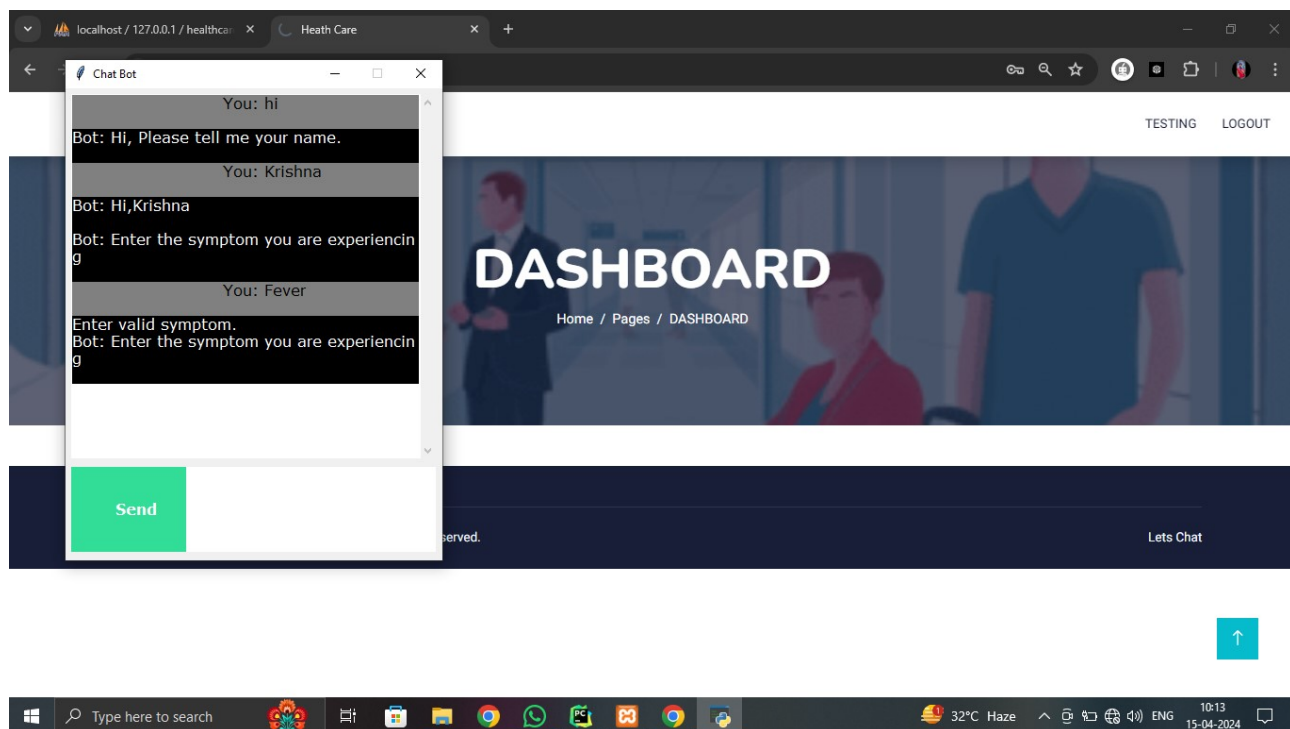 localhost / 127.0.0.1 / healthcar
Heath Care
Chat Bot
You: hi
Bot: Hi, Please tell me your name.
You: Krishna
Bot: Hi,Krishna
Bot: Enter the symptom you are experiencin
g
You: Fever
Enter valid symptom.
Bot: Enter the symptom you are experiencin
g
Send
TESTING LOGOUT
DASHBOARD
Home / Pages / DASHBOARD
served.
Lets Chat
Type here to search
PC
32°C Haze
ENG
10:13
15-04-2024